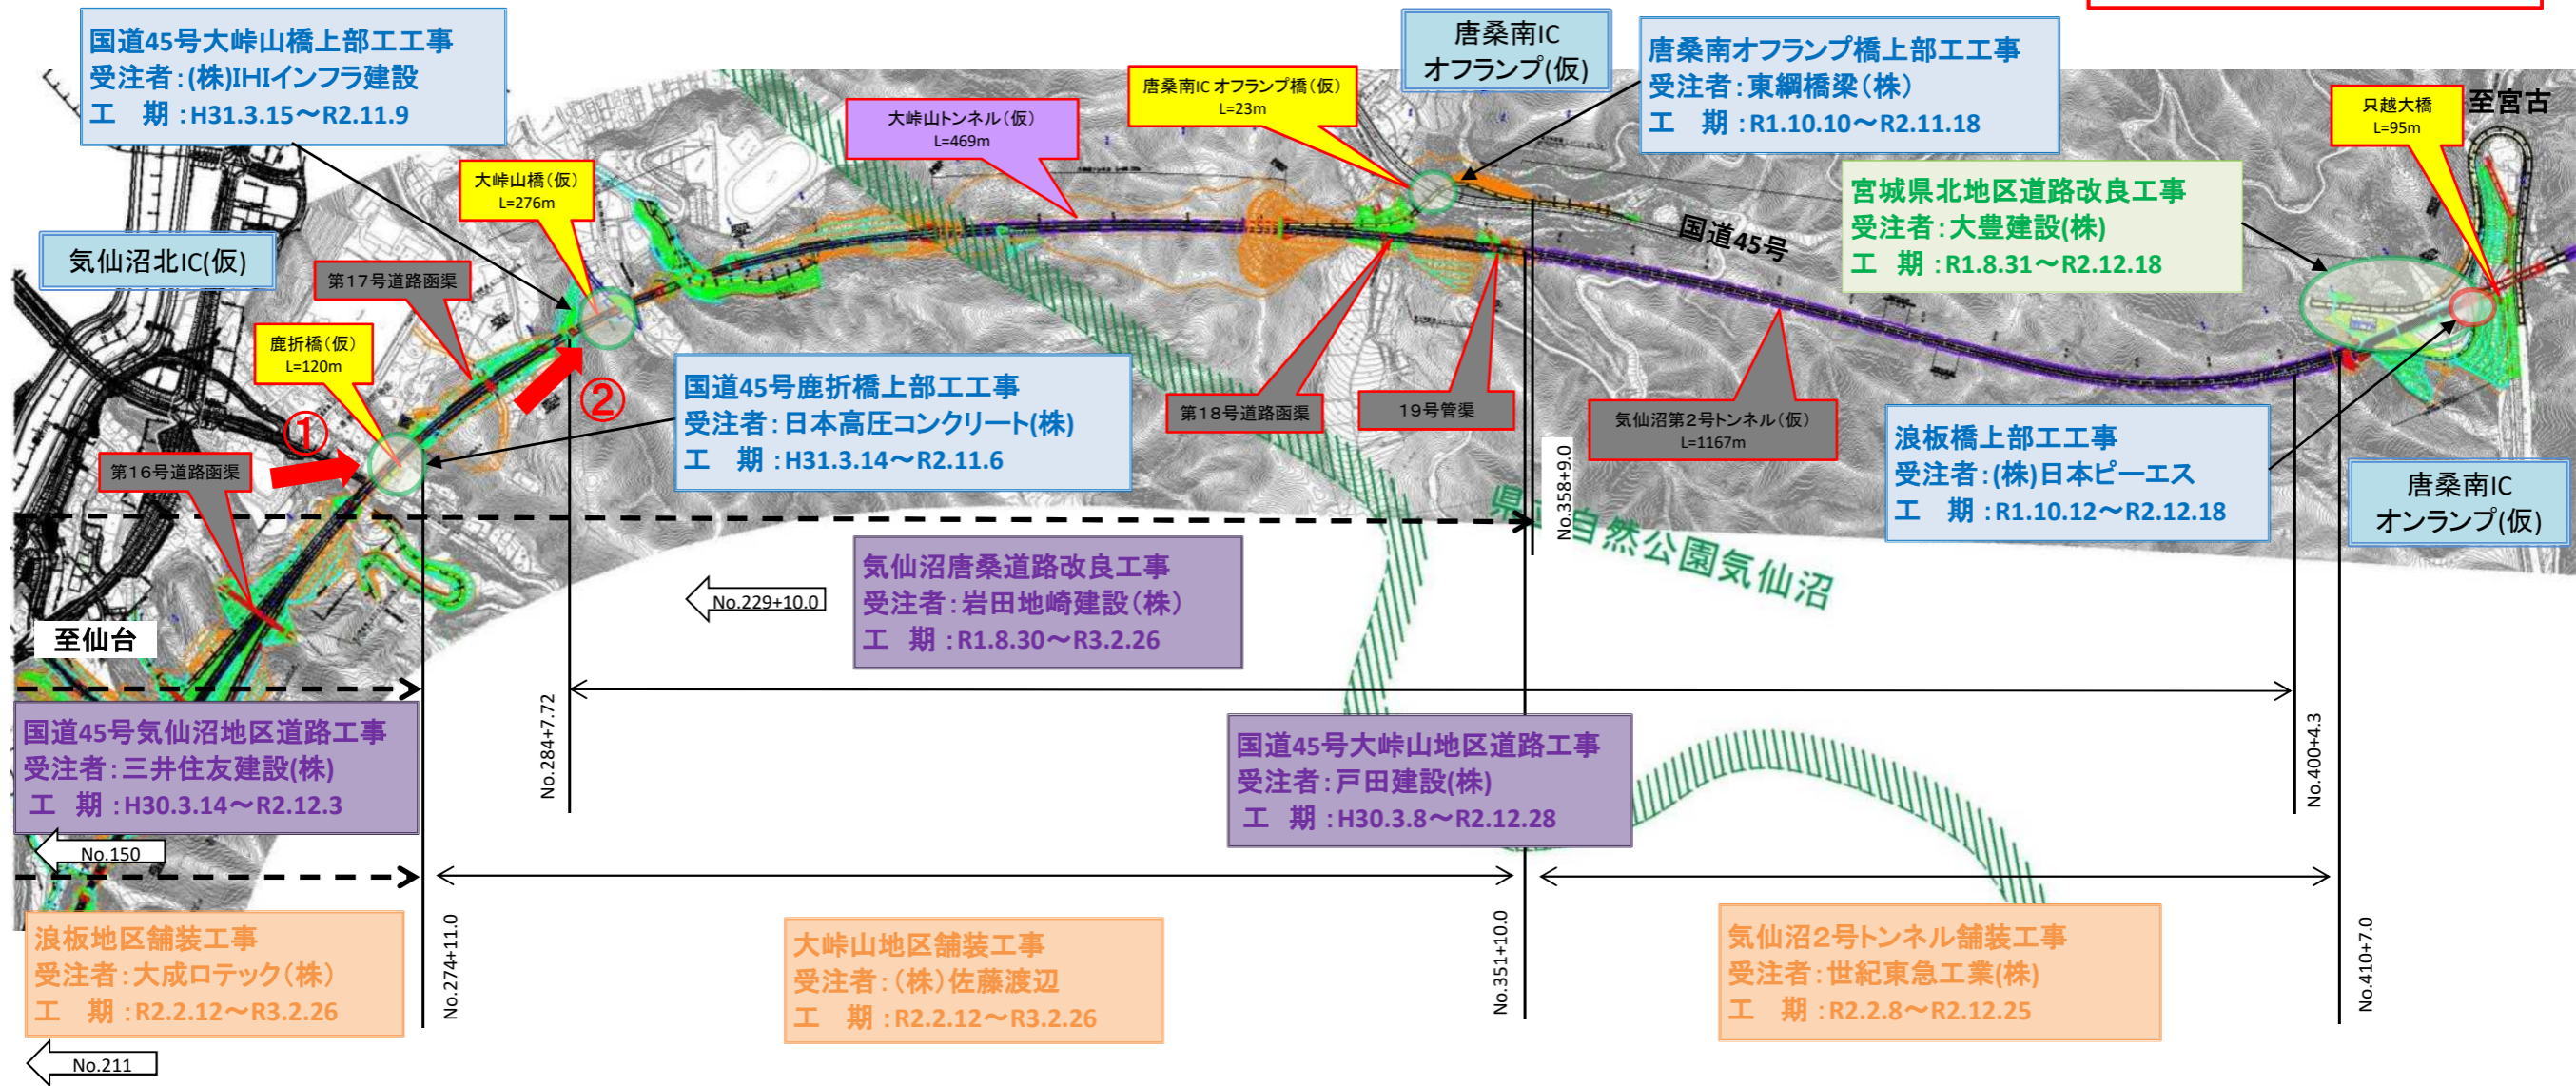 国道45号大峠山橋上部工工事
受注者:(株)IHIインフラ建設
工　期:H31.3.15～R2.11.9
唐桑南IC
オフランプ(仮)
唐桑南オフランプ橋上部工工事
受注者:東綱橋梁(株)
工　期:R1.10.10～R2.11.18
唐桑南IC オフランプ橋(仮)
L=23m
只越大橋
L=95m
至宮古
大峠山トンネル(仮)
L=469m
大峠山橋(仮)
L=276m
宮城県北地区道路改良工事
受注者:大豊建設(株)
工　期:R1.8.31～R2.12.18
国道45号
気仙沼北IC(仮)
第17号道路函渠
鹿折橋(仮)
L=120m
①
②
第16号道路函渠
国道45号鹿折橋上部工工事
受注者:日本高圧コンクリート(株)
工　期:H31.3.14～R2.11.6
第18号道路函渠
19号管渠
気仙沼第2号トンネル(仮)
L=1167m
浪板橋上部工工事
受注者:(株)日本ピーエス
工　期:R1.10.12～R2.12.18
唐桑南IC
オンランプ(仮)
No.358+9.0
県
自然公園気仙沼
気仙沼唐桑道路改良工事
受注者:岩田地崎建設(株)
工　期:R1.8.30～R3.2.26
No.229+10.0
至仙台
国道45号気仙沼地区道路工事
受注者:三井住友建設(株)
工　期:H30.3.14～R2.12.3
No.284+7.72
国道45号大峠山地区道路工事
受注者:戸田建設(株)
工　期:H30.3.8～R2.12.28
No.400+4.3
No.150
浪板地区舗装工事
受注者:大成ロテック(株)
工　期:R2.2.12～R3.2.26
No.274+11.0
大峠山地区舗装工事
受注者:(株)佐藤渡辺
工　期:R2.2.12～R3.2.26
No.351+10.0
気仙沼2号トンネル舗装工事
受注者:世紀東急工業(株)
工　期:R2.2.8～R2.12.25
No.410+7.0
No.211